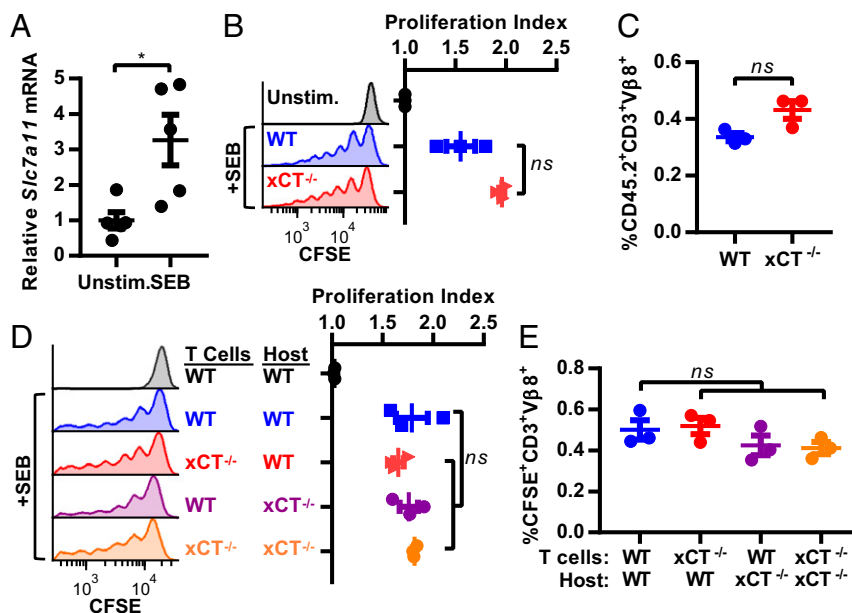 A
*
Relative Slc7a11 mRNA
5
4
3
2
1
0
Unstim. SEB
B
Proliferation Index
1.0 1.5 2.0 2.5
Unstim.
WT
xCT-/-
+SEB
ns
10³ 10⁴
CFSE
C
%CD45.2⁺CD3⁺Vβ8⁺
0.6
0.4
0.2
0.0
ns
WT xCT-/-
D
Proliferation Index
1.0 1.5 2.0 2.5
T Cells Host
WT WT
WT WT
xCT-/- WT
WT xCT-/-
xCT-/- xCT-/-
+SEB
ns
10³ 10⁴
CFSE
E
%CFSE⁺CD3⁺Vβ8⁺
0.8
0.6
0.4
0.2
0.0
ns
T cells: WT xCT-/- WT xCT-/-
Host: WT WT xCT-/- xCT-/-